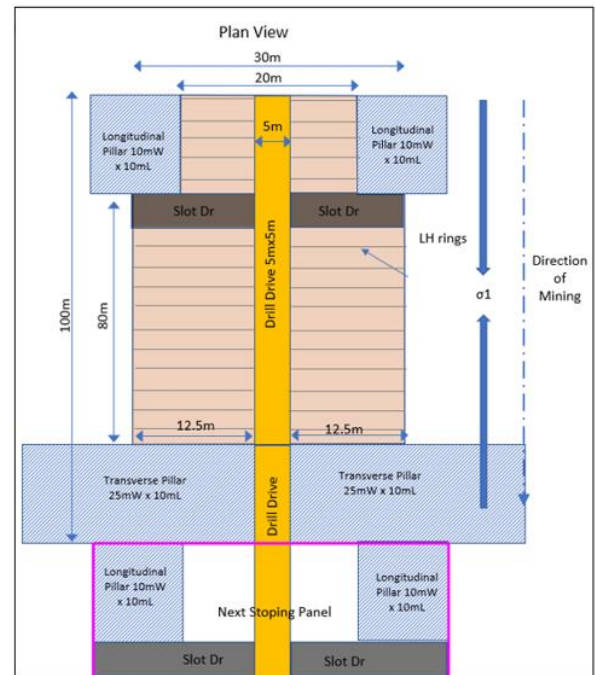 Plan View
30m
20m
Longitudinal
Pillar 10mW
x 10mL
5m
Longitudinal
Pillar 10mW
x 10mL
Slot Dr
Slot Dr
LH rings
Drill Drive 5mx5m
Direction
of
Mining
σ1
100m
80m
12.5m
12.5m
Transverse Pillar
25mW x 10mL
Drill Drive
Transverse Pillar
25mW x 10mL
Longitudinal
Pillar 10mW
x 10mL
Longitudinal
Pillar 10mW
x 10mL
Next Stoping Panel
Slot Dr
Slot Dr